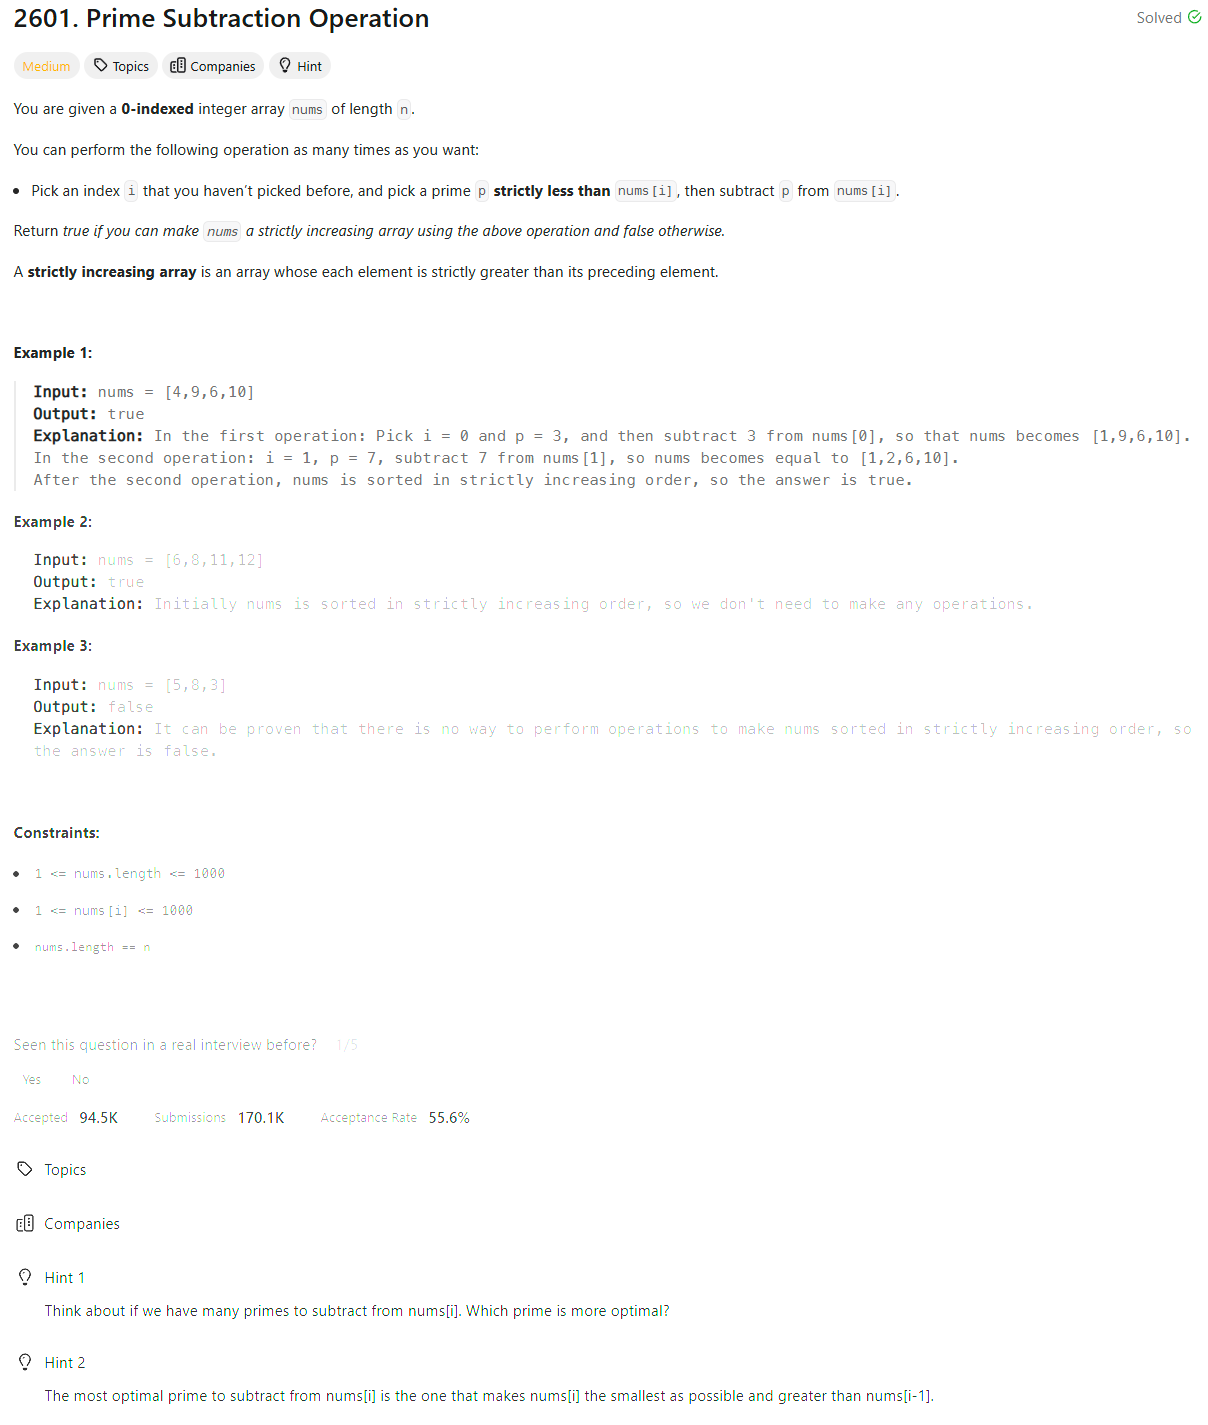 2601. Prime Subtraction Operation
Solved
Medium
Topics
Companies
Hint
You are given a 0-indexed integer array nums of length n.
You can perform the following operation as many times as you want:
• Pick an index i that you haven’t picked before, and pick a prime p strictly less than nums[i], then subtract p from nums[i].
Return true if you can make nums a strictly increasing array using the above operation and false otherwise.
A strictly increasing array is an array whose each element is strictly greater than its preceding element.
Example 1:
Input: nums = [4,9,6,10]
Output: true
Explanation: In the first operation: Pick i = 0 and p = 3, and then subtract 3 from nums[0], so that nums becomes [1,9,6,10].
In the second operation: i = 1, p = 7, subtract 7 from nums[1], so nums becomes equal to [1,2,6,10].
After the second operation, nums is sorted in strictly increasing order, so the answer is true.
Example 2:
Input: nums = [6,8,11,12]
Output: true
Explanation: Initially nums is sorted in strictly increasing order, so we don't need to make any operations.
Example 3:
Input: nums = [5,8,3]
Output: false
Explanation: It can be proven that there is no way to perform operations to make nums sorted in strictly increasing order, so
the answer is false.
Constraints:
• 1 <= nums.length <= 1000
• 1 <= nums[i] <= 1000
• nums.length == n
Seen this question in a real interview before? 1/5
Yes No
Accepted 94.5K Submissions 170.1K Acceptance Rate 55.6%
Topics
Companies
Hint 1
Think about if we have many primes to subtract from nums[i]. Which prime is more optimal?
Hint 2
The most optimal prime to subtract from nums[i] is the one that makes nums[i] the smallest as possible and greater than nums[i-1].